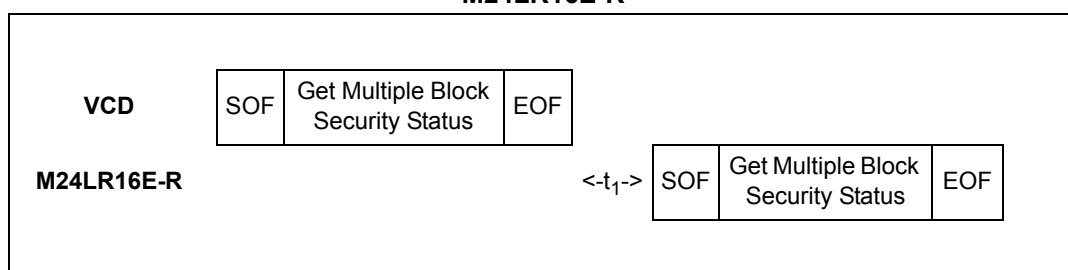 VCD SOF Get Multiple Block Security Status EOF
M24LR16E-R <-t1-> SOF Get Multiple Block Security Status EOF